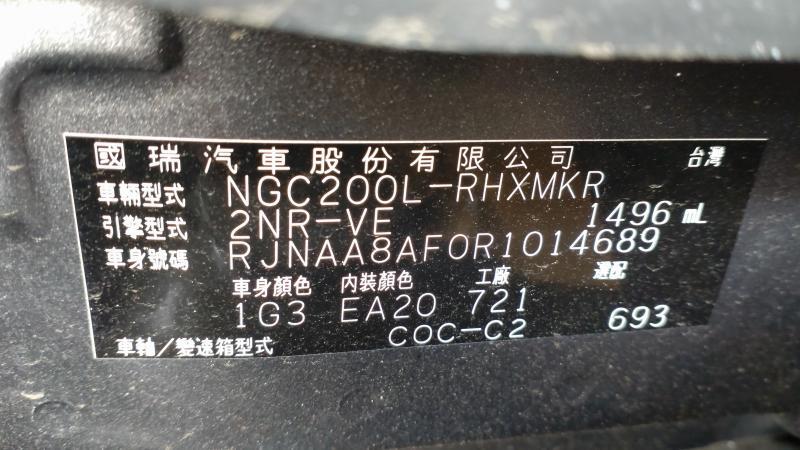 國瑞汽車股份有限公司 台灣
車輛型式 NGC200L-RHXMKR
引擎型式 2NR-VE 1496 mL
車身號碼 RJNAA8AF0R1014689
車身顏色 內裝顏色 工廠 選配
1G3 EA20 721 693
車軸/變速箱型式 COC-C2